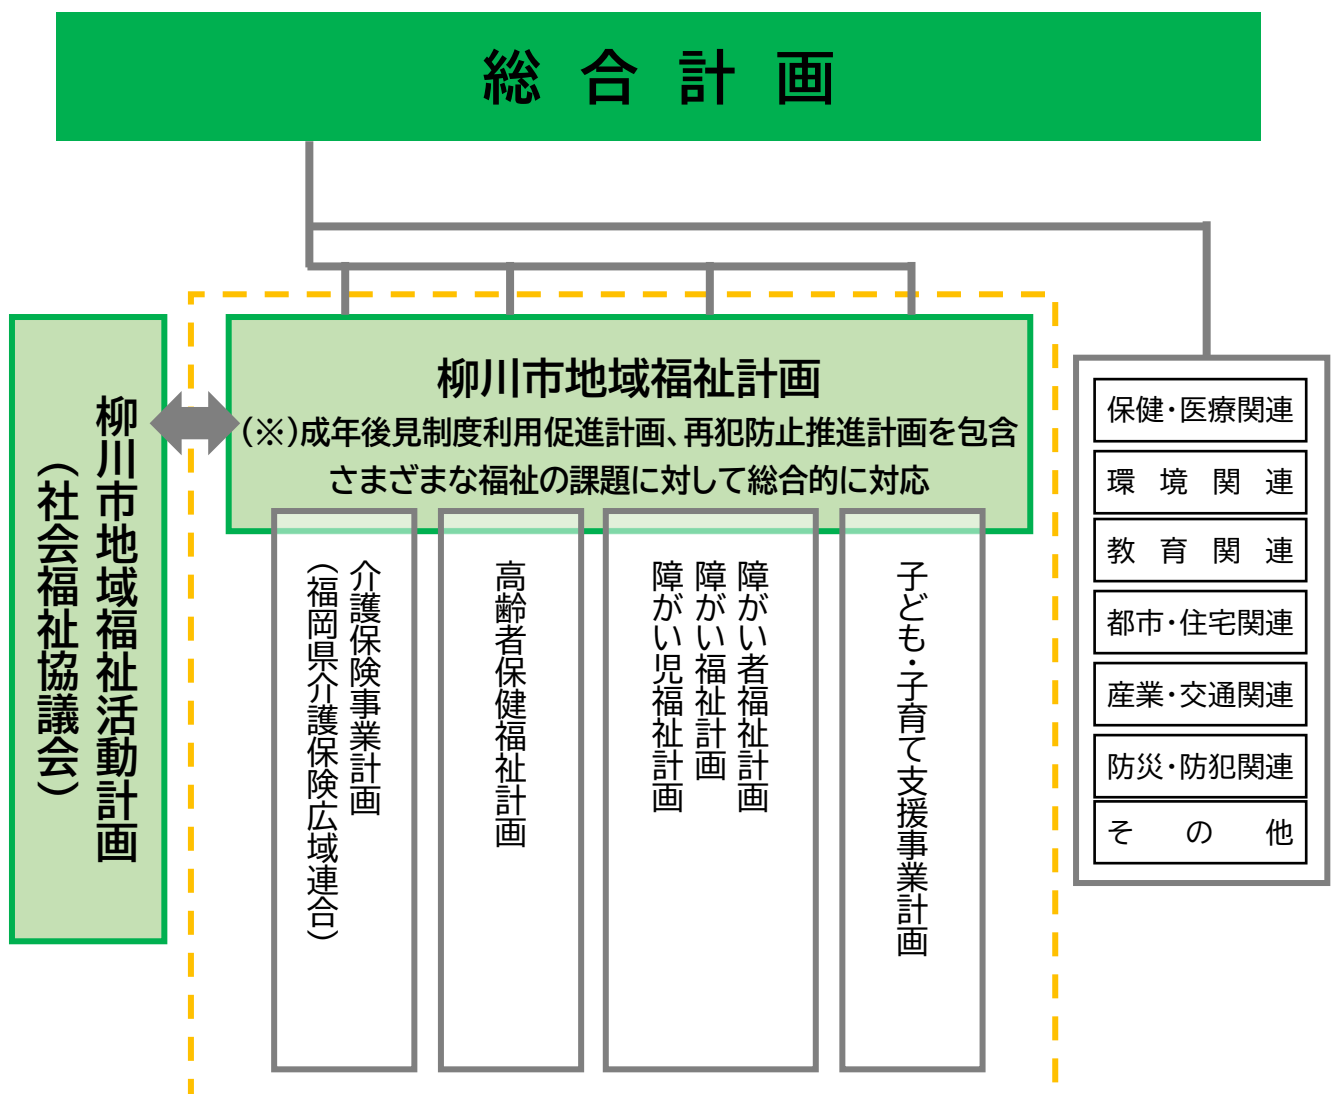 総合計画
柳川市地域福祉計画
(※)成年後見制度利用促進計画、再犯防止推進計画を包含
さまざまな福祉の課題に対して総合的に対応
柳川市地域福祉活動計画
(社会福祉協議会)
介護保険事業計画
(福岡県介護保険広域連合)
高齢者保健福祉計画
障がい者福祉計画
障がい福祉計画
障がい児福祉計画
子ども・子育て支援事業計画
保健・医療関連
環境関連
教育関連
都市・住宅関連
産業・交通関連
防災・防犯関連
その他